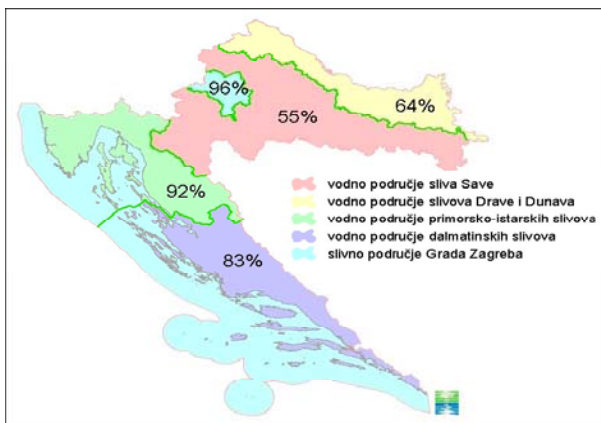 96%
64%
55%
92%
83%
vodno područje sliva Save
vodno područje slivova Drave i Dunava
vodno područje primorsko-istarskih slivova
vodno područje dalmatinskih slivova
slivno područje Grada Zagreba